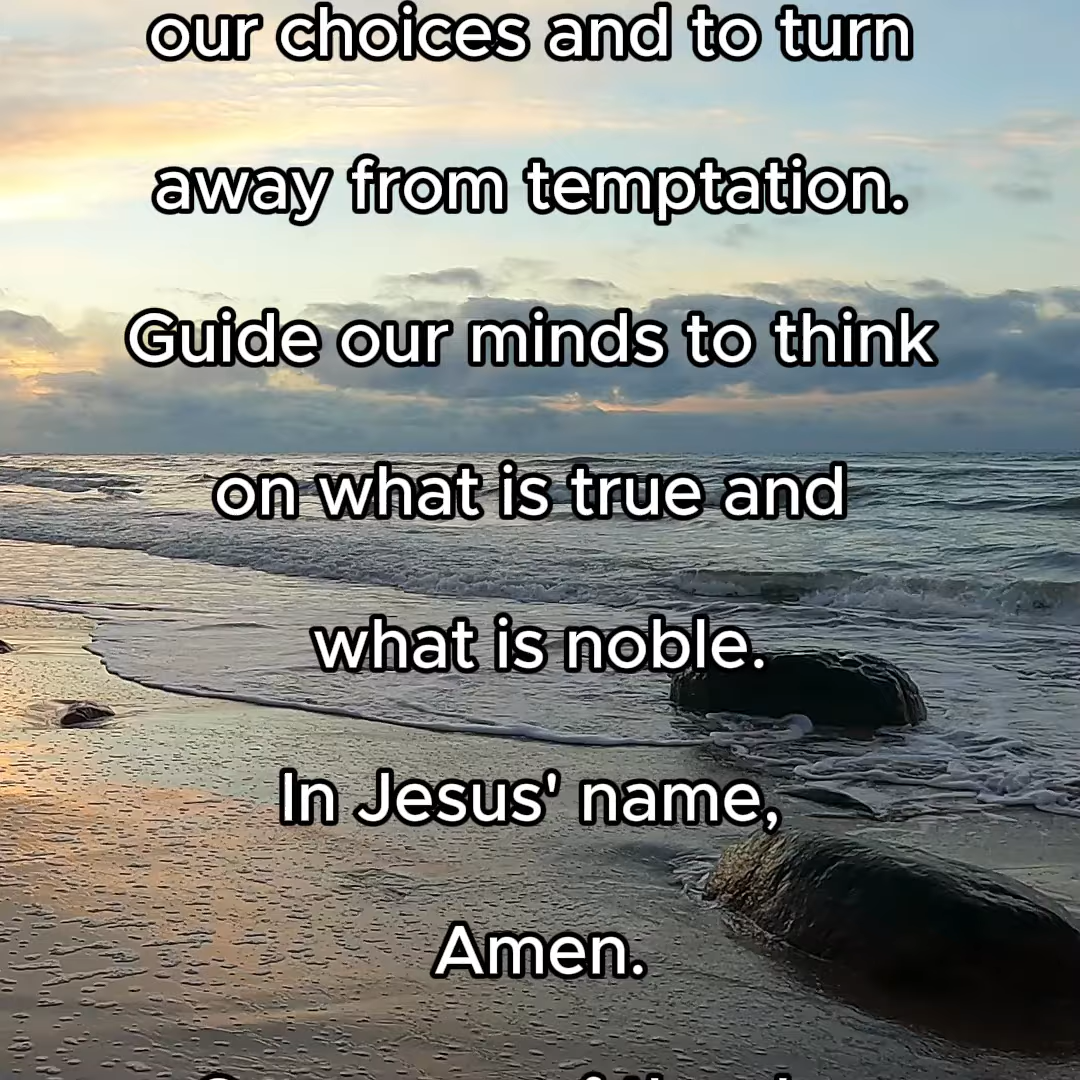 our choices and to turn
away from temptation.
Guide our minds to think
on what is true and
what is noble.
In Jesus' name,
Amen.